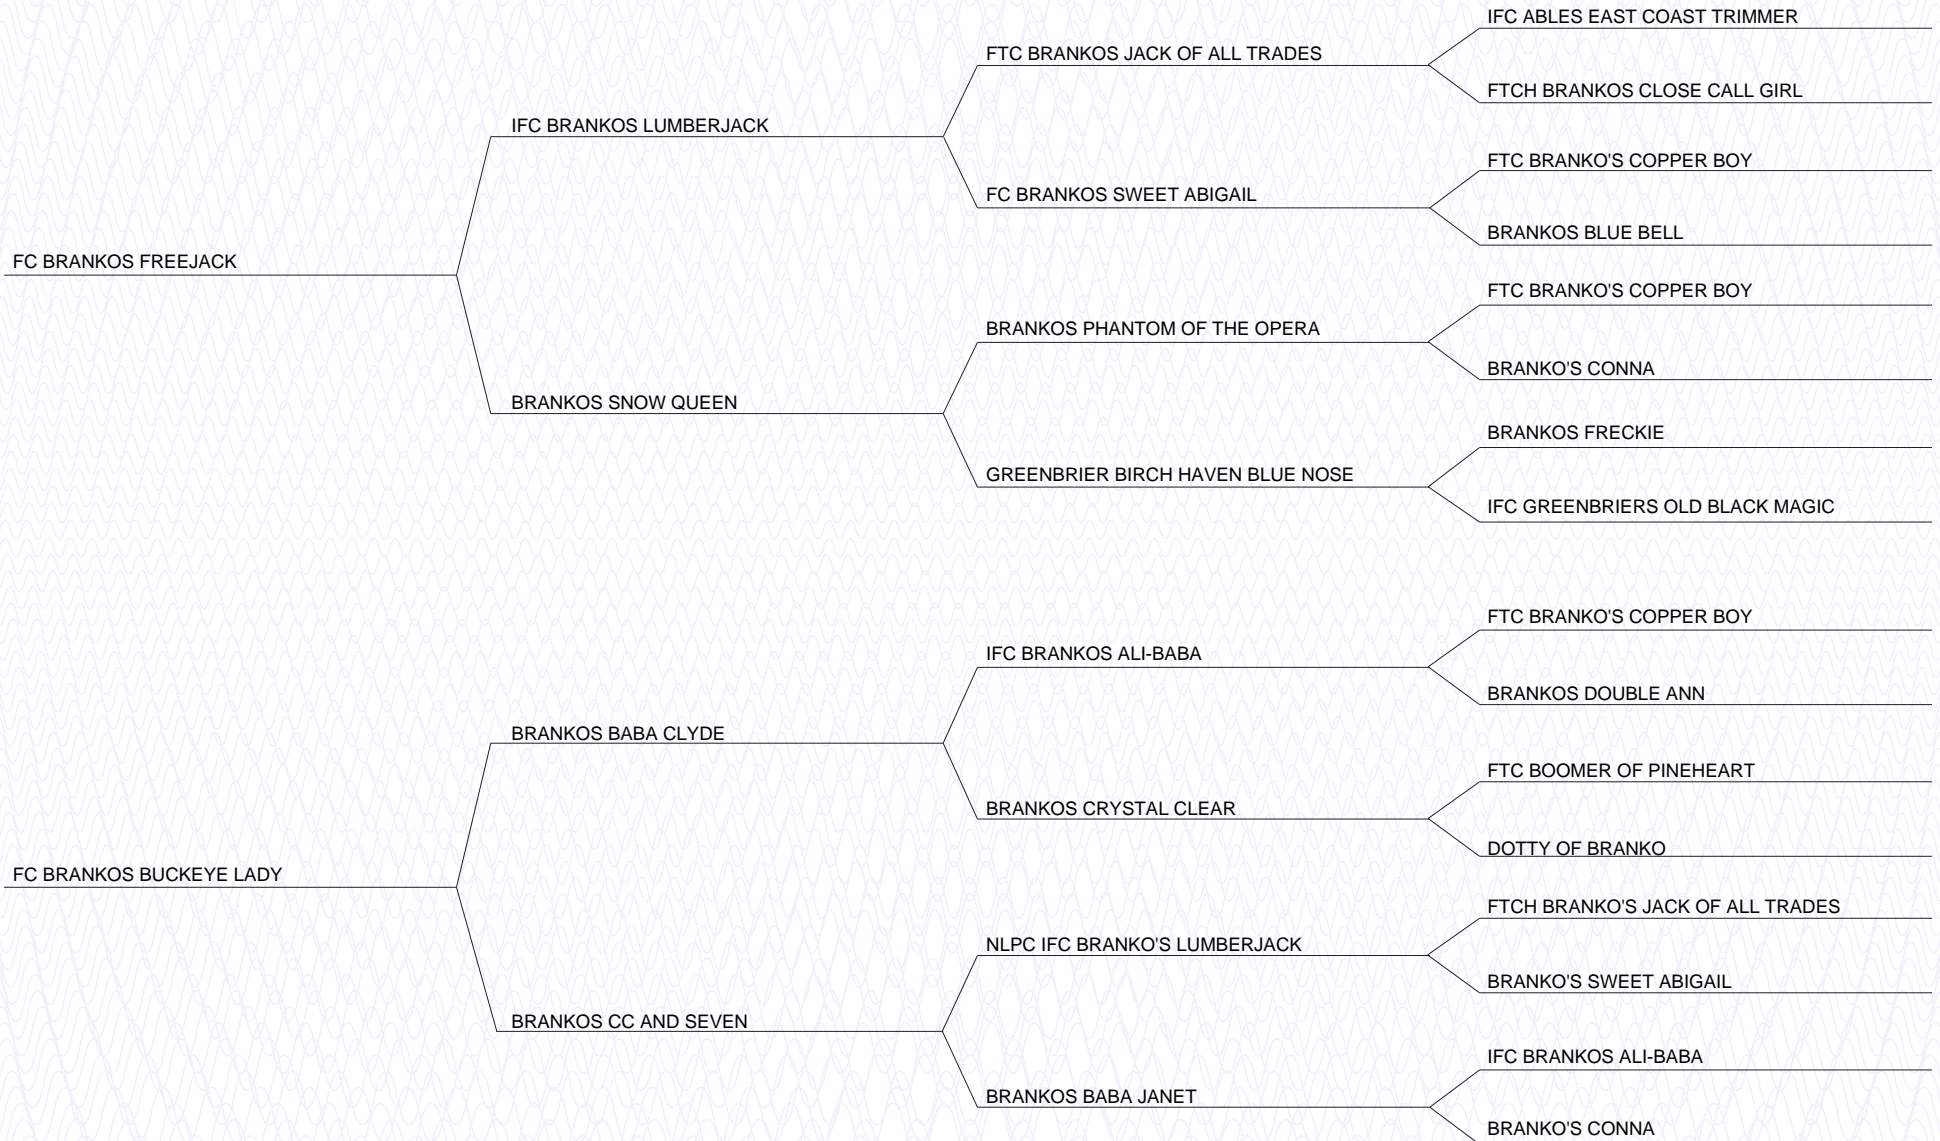 IFC ABLES EAST COAST TRIMMER
FTC BRANKOS JACK OF ALL TRADES
FTCH BRANKOS CLOSE CALL GIRL
IFC BRANKOS LUMBERJACK
FTC BRANKO'S COPPER BOY
FC BRANKOS SWEET ABIGAIL
BRANKOS BLUE BELL
FC BRANKOS FREEJACK
FTC BRANKO'S COPPER BOY
BRANKOS PHANTOM OF THE OPERA
BRANKO'S CONNA
BRANKOS SNOW QUEEN
BRANKOS FRECKIE
GREENBRIER BIRCH HAVEN BLUE NOSE
IFC GREENBRIERS OLD BLACK MAGIC
FTC BRANKO'S COPPER BOY
IFC BRANKOS ALI-BABA
BRANKOS DOUBLE ANN
BRANKOS BABA CLYDE
FTC BOOMER OF PINEHEART
BRANKOS CRYSTAL CLEAR
DOTTY OF BRANKO
FC BRANKOS BUCKEYE LADY
FTCH BRANKO'S JACK OF ALL TRADES
NLPC IFC BRANKO'S LUMBERJACK
BRANKO'S SWEET ABIGAIL
BRANKOS CC AND SEVEN
IFC BRANKOS ALI-BABA
BRANKOS BABA JANET
BRANKO'S CONNA